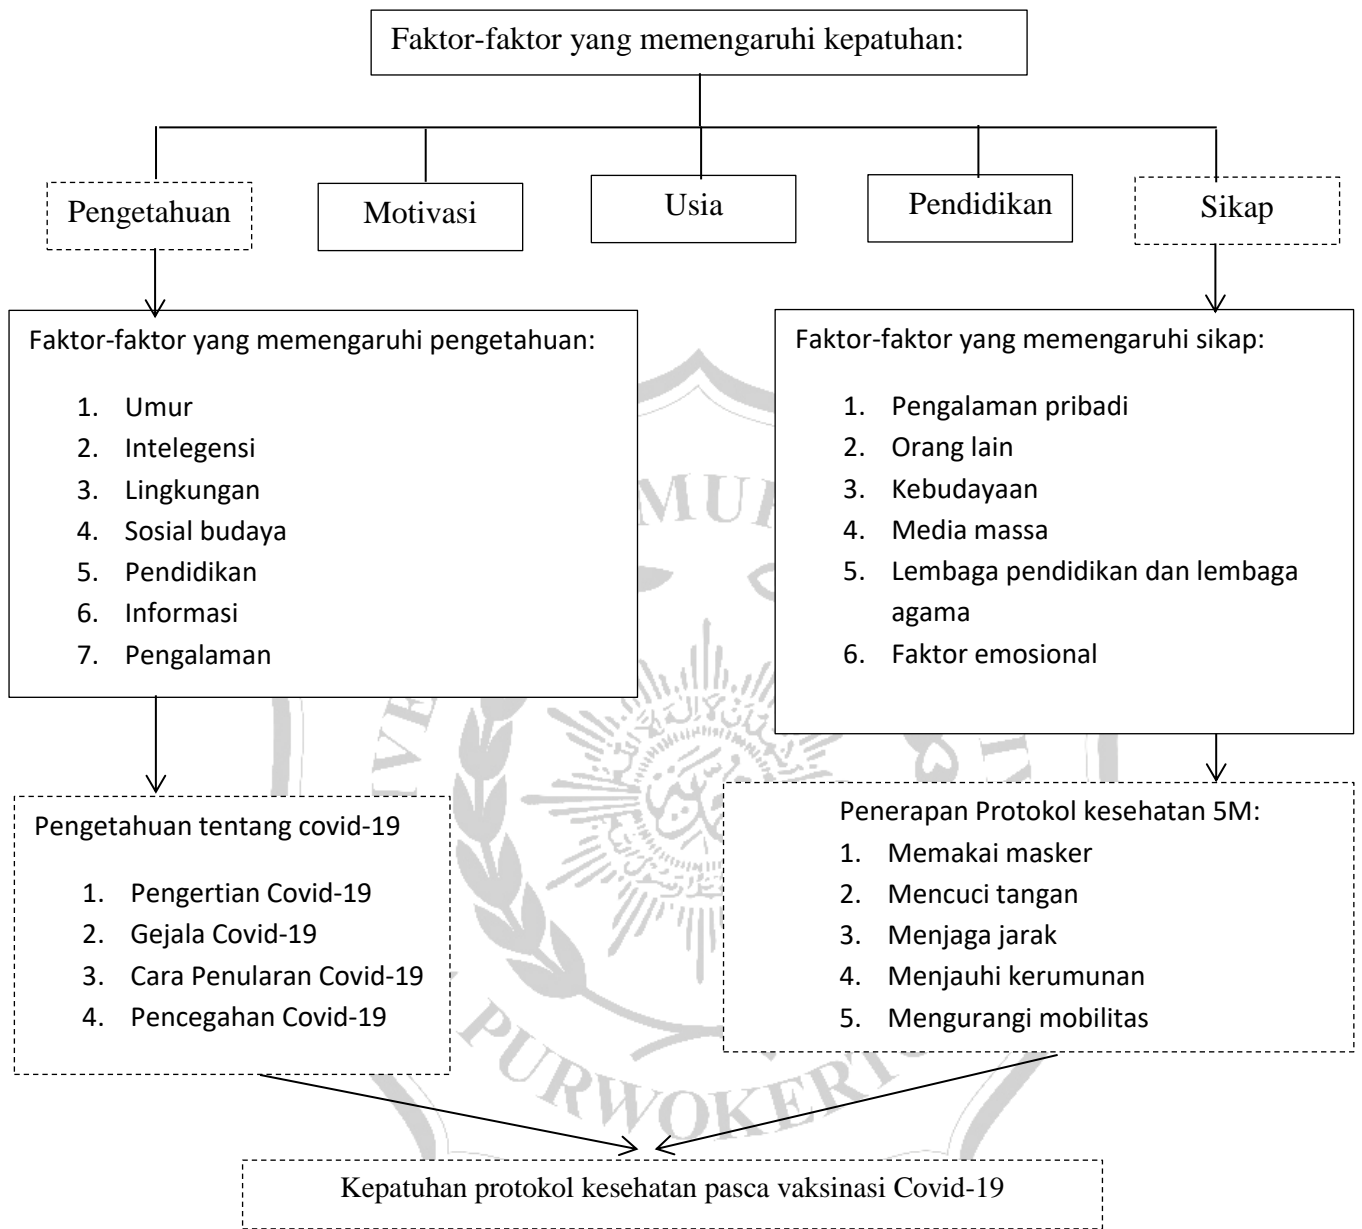 Faktor-faktor yang memengaruhi kepatuhan:
Pengetahuan
Motivasi
Usia
Pendidikan
Sikap
Faktor-faktor yang memengaruhi pengetahuan:
1. Umur
2. Intelegensi
3. Lingkungan
4. Sosial budaya
5. Pendidikan
6. Informasi
7. Pengalaman
Faktor-faktor yang memengaruhi sikap:
1. Pengalaman pribadi
2. Orang lain
3. Kebudayaan
4. Media massa
5. Lembaga pendidikan dan lembaga
agama
6. Faktor emosional
Pengetahuan tentang covid-19
1. Pengertian Covid-19
2. Gejala Covid-19
3. Cara Penularan Covid-19
4. Pencegahan Covid-19
Penerapan Protokol kesehatan 5M:
1. Memakai masker
2. Mencuci tangan
3. Menjaga jarak
4. Menjauhi kerumunan
5. Mengurangi mobilitas
PURWOKERTO
Kepatuhan protokol kesehatan pasca vaksinasi Covid-19